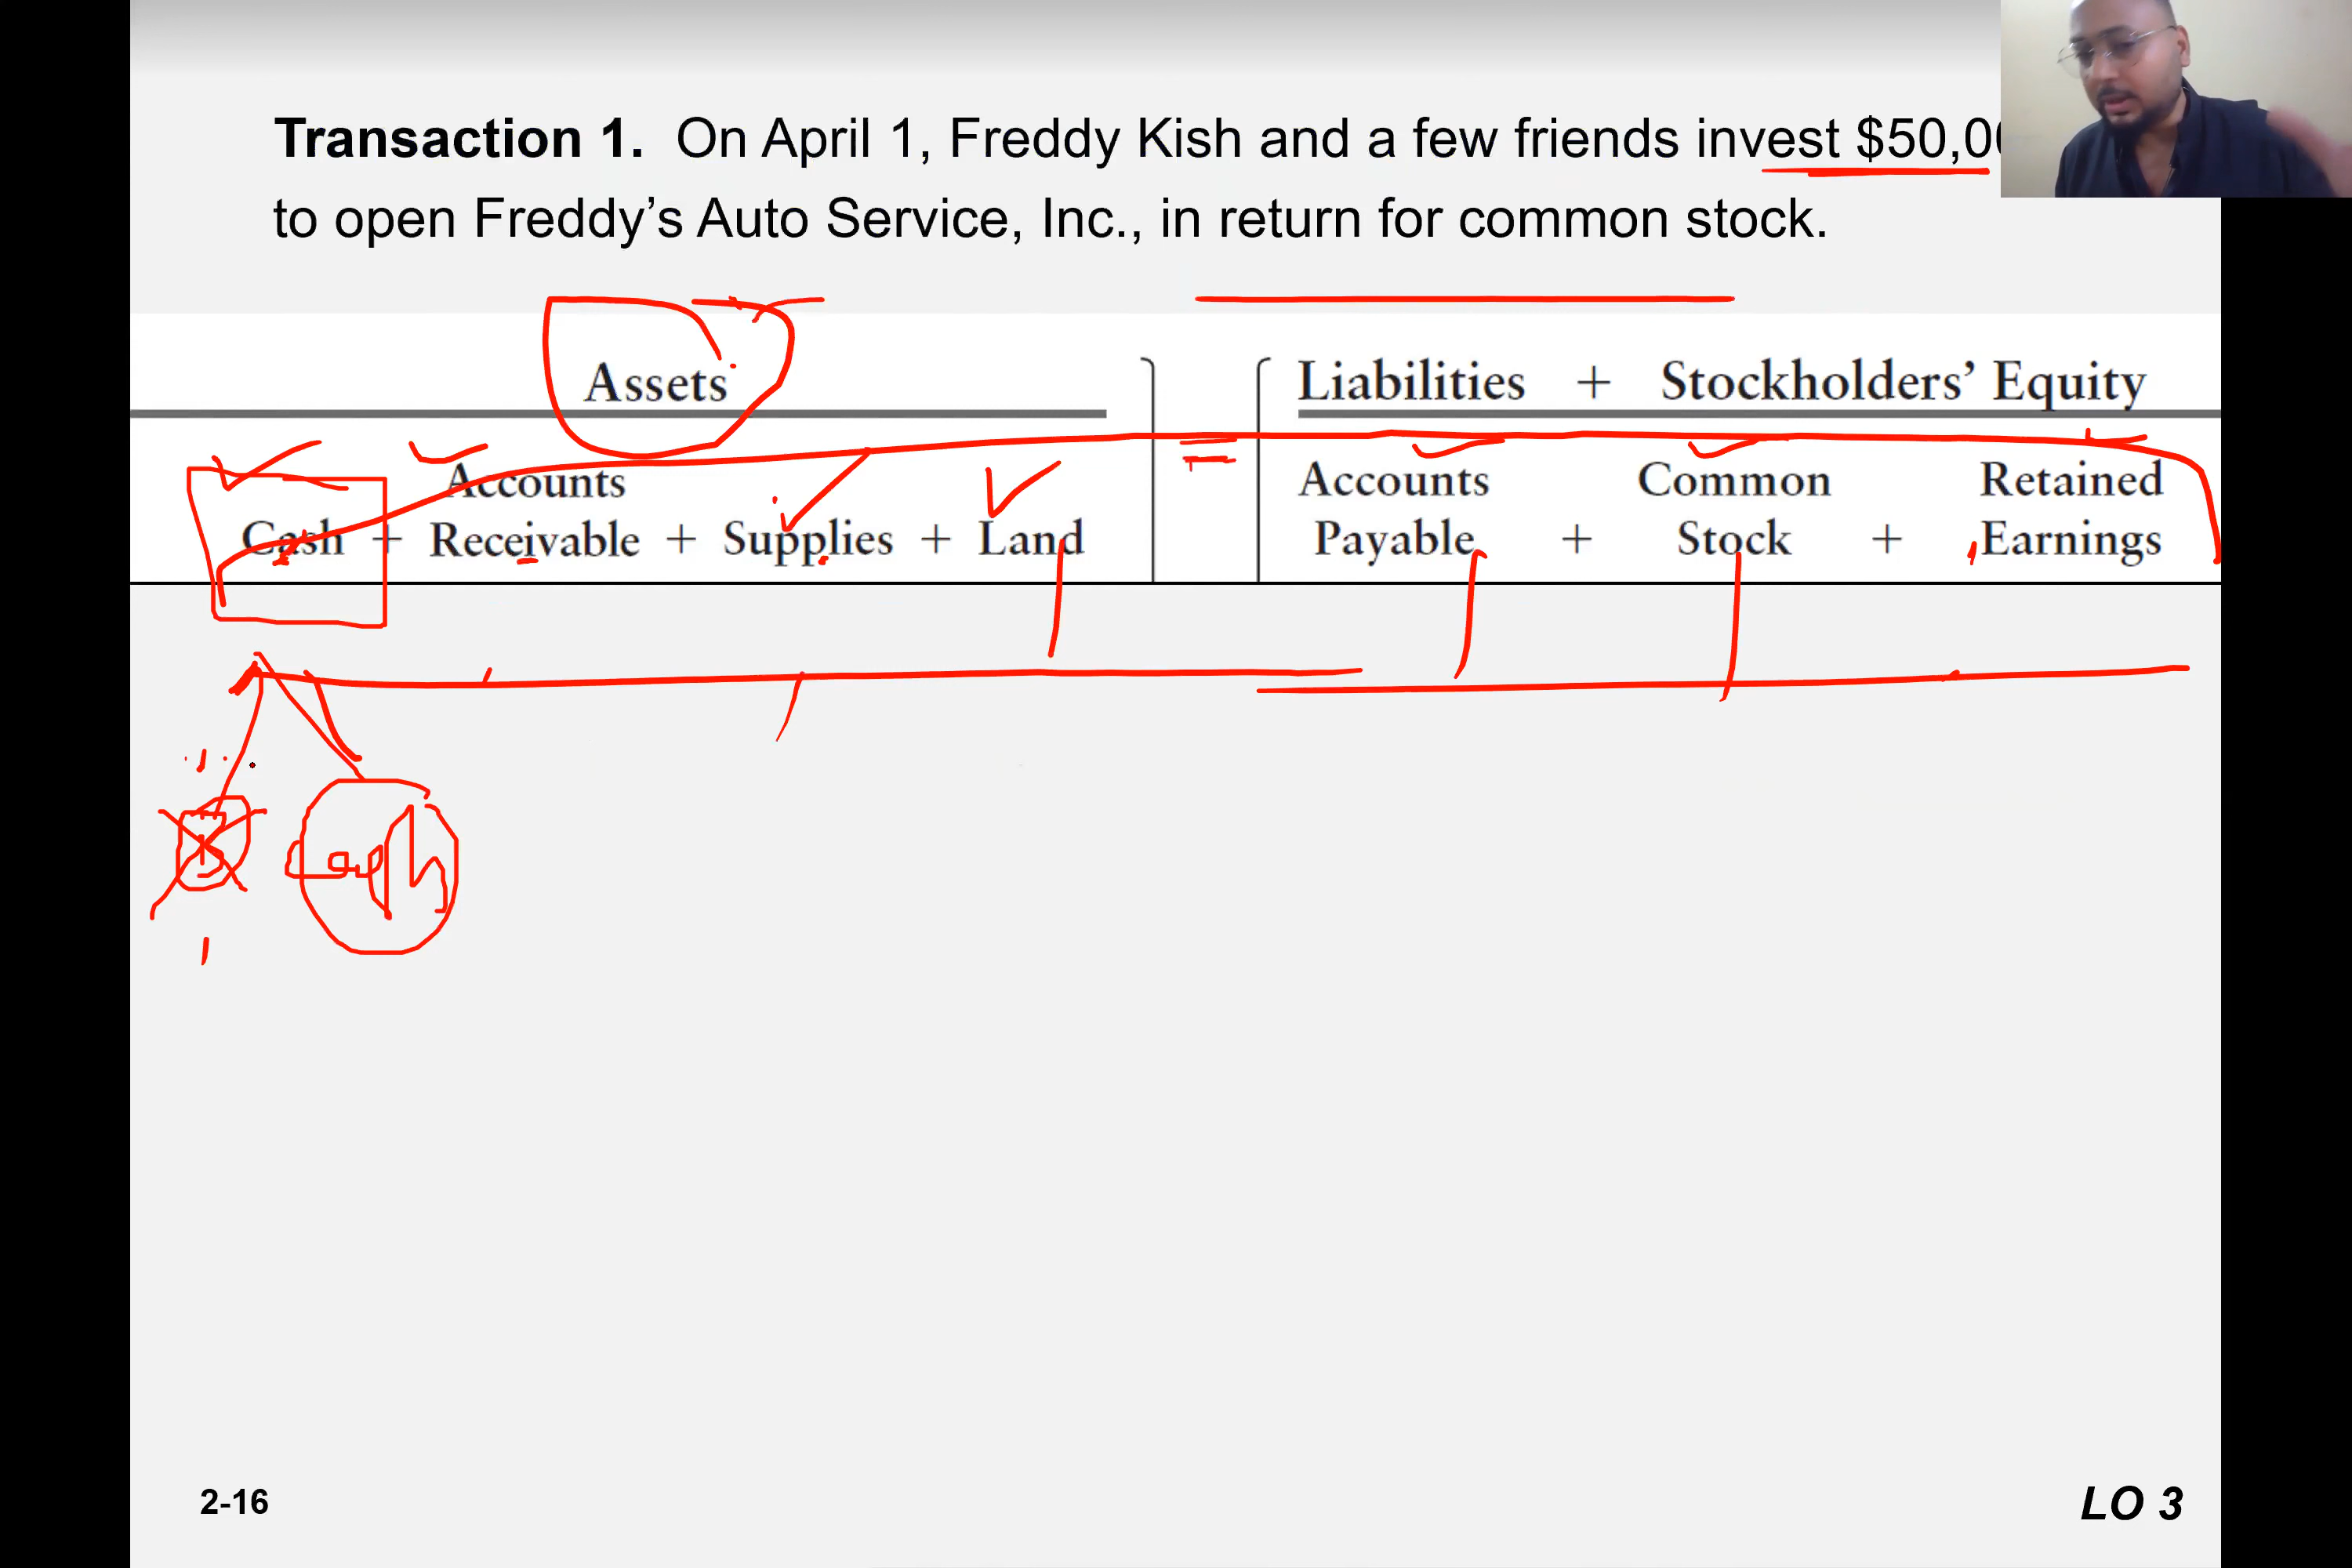 Transaction 1. On April 1, Freddy Kish and a few friends invest $50,0
to open Freddy’s Auto Service, Inc., in return for common stock.
Assets Liabilities + Stockholders’ Equity
Accounts Accounts Common Retained
Cash + Receivable + Supplies + Land Payable + Stock + Earnings
=
Cash
2-16 LO 3